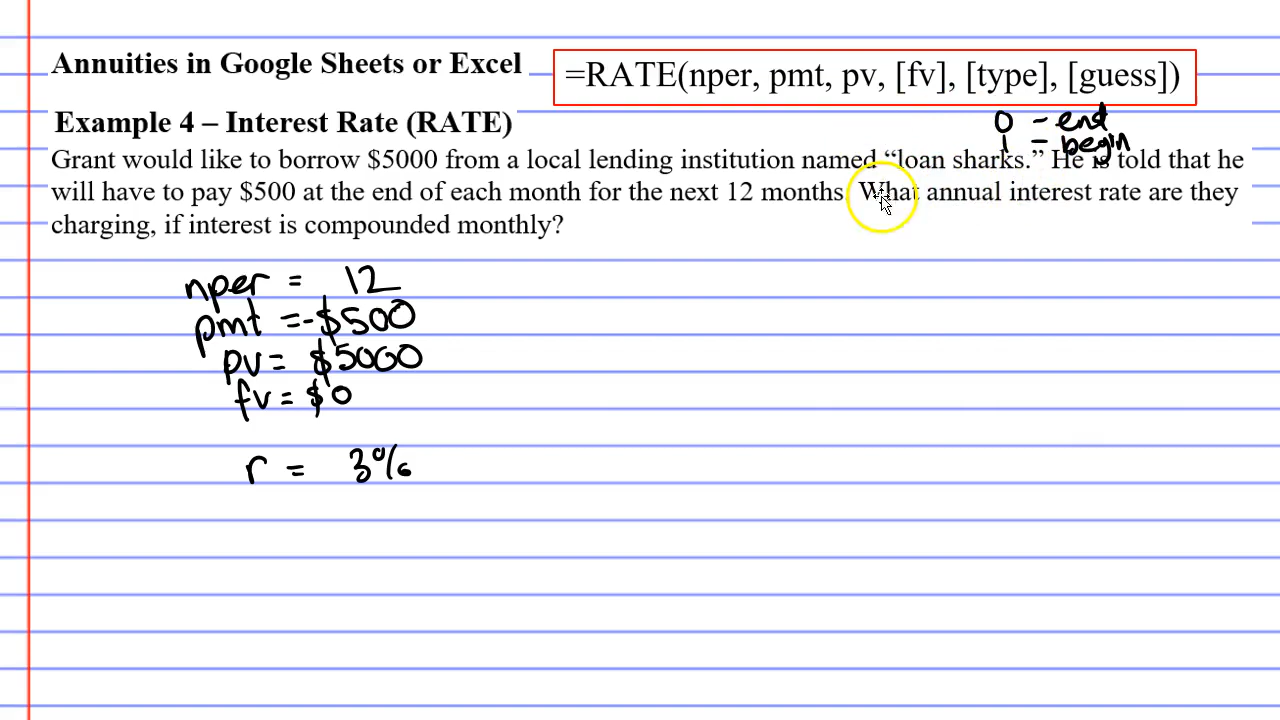 Annuities in Google Sheets or Excel
=RATE(nper, pmt, pv, [fv], [type], [guess])
Example 4 – Interest Rate (RATE)
0 - end
1 - begin
Grant would like to borrow $5000 from a local lending institution named “loan sharks.” He is told that he
will have to pay $500 at the end of each month for the next 12 months. What annual interest rate are they
charging, if interest is compounded monthly?
nper = 12
pmt = -$500
pv = $5000
fv = $0
r = 3%